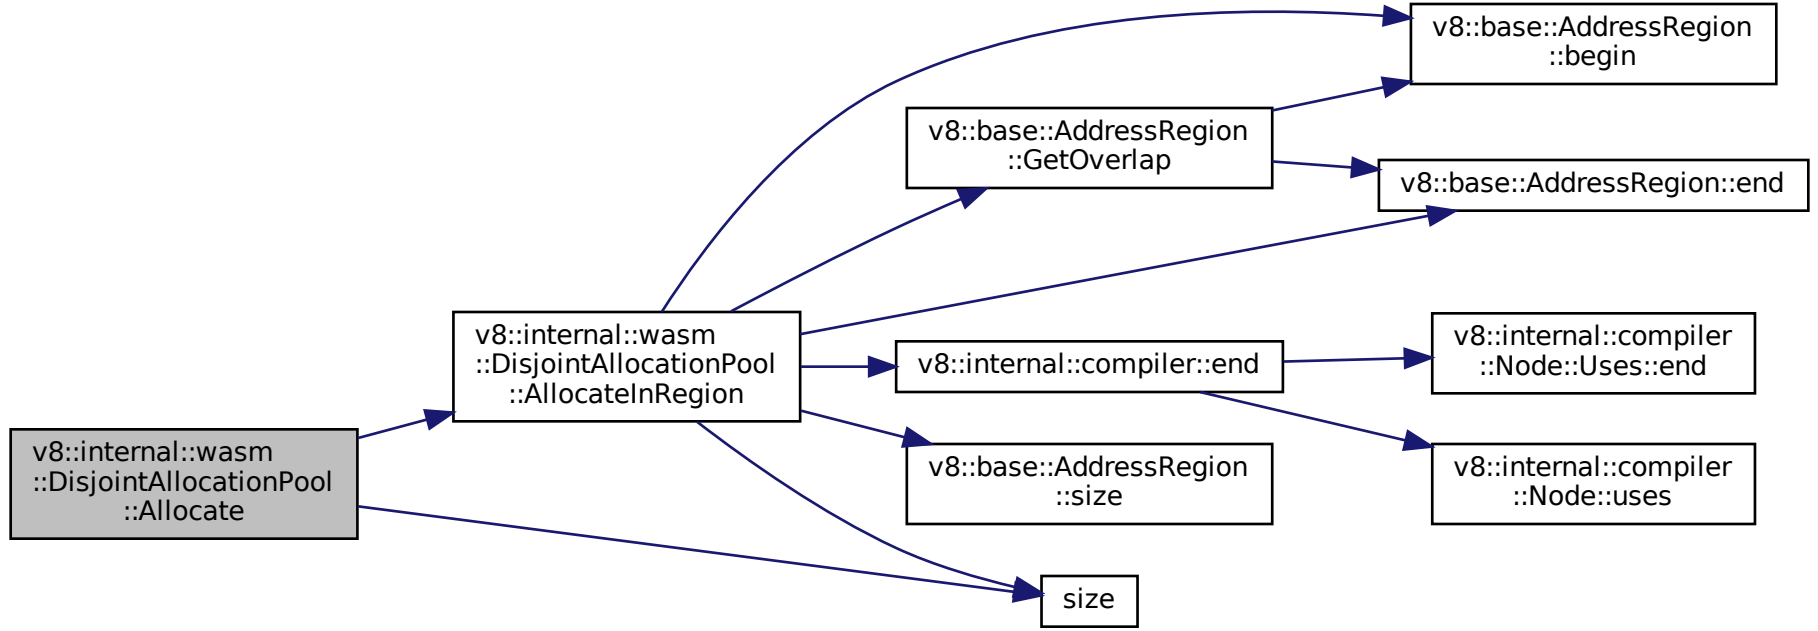 v8::internal::wasm
::DisjointAllocationPool
::Allocate
v8::internal::wasm
::DisjointAllocationPool
::AllocateInRegion
v8::base::AddressRegion
::begin
v8::base::AddressRegion
::GetOverlap
v8::base::AddressRegion::end
v8::internal::compiler::end
v8::internal::compiler
::Node::Uses::end
v8::internal::compiler
::Node::uses
v8::base::AddressRegion
::size
size